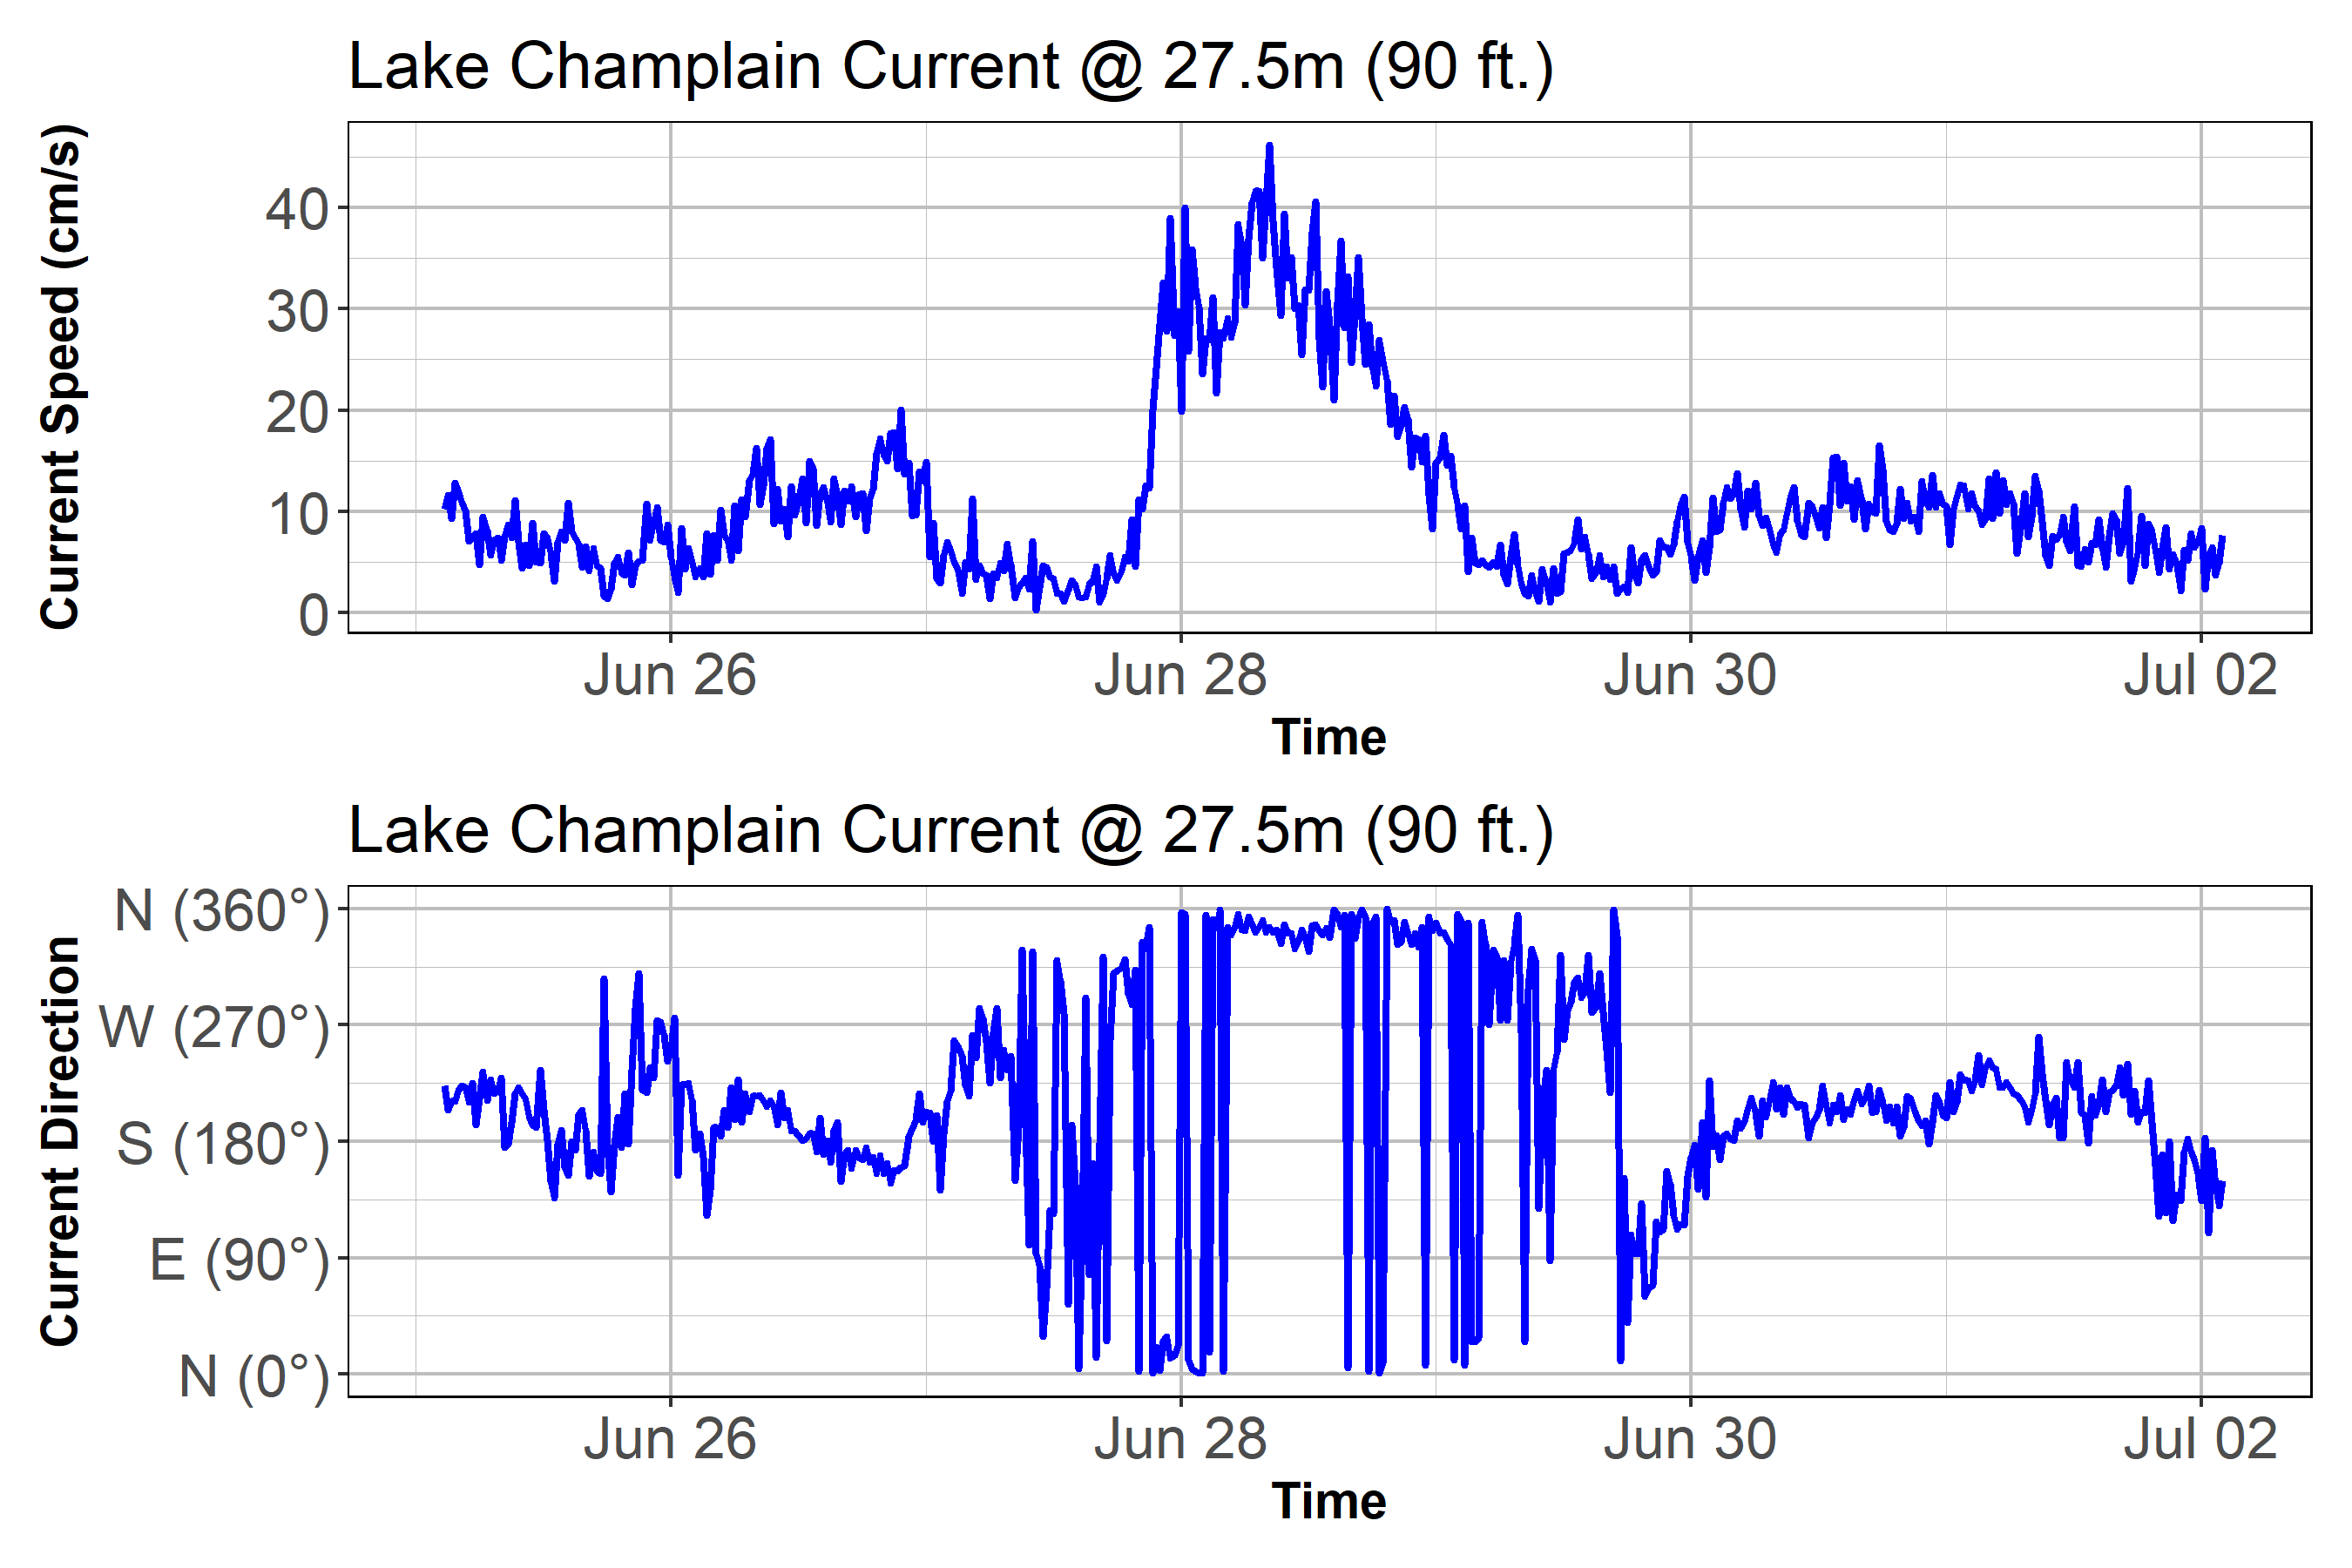 Lake Champlain Current @ 27.5m (90 ft.)
Current Speed (cm/s)
40
30
20
10
0
Jun 26 Jun 28 Jun 30 Jul 02
Time
Lake Champlain Current @ 27.5m (90 ft.)
Current Direction
N (360°)
W (270°)
S (180°)
E (90°)
N (0°)
Jun 26 Jun 28 Jun 30 Jul 02
Time